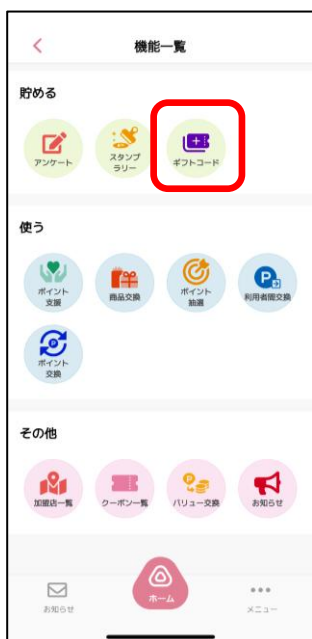 機能一覧
貯める
アンケート
スタンプ
ラリー
ギフトコード
使う
ポイント
支援
商品交換
ポイント
抽選
利用者間交換
ポイント
交換
その他
加盟店一覧
クーポン一覧
バリュー交換
お知らせ
お知らせ
ホーム
メニュー